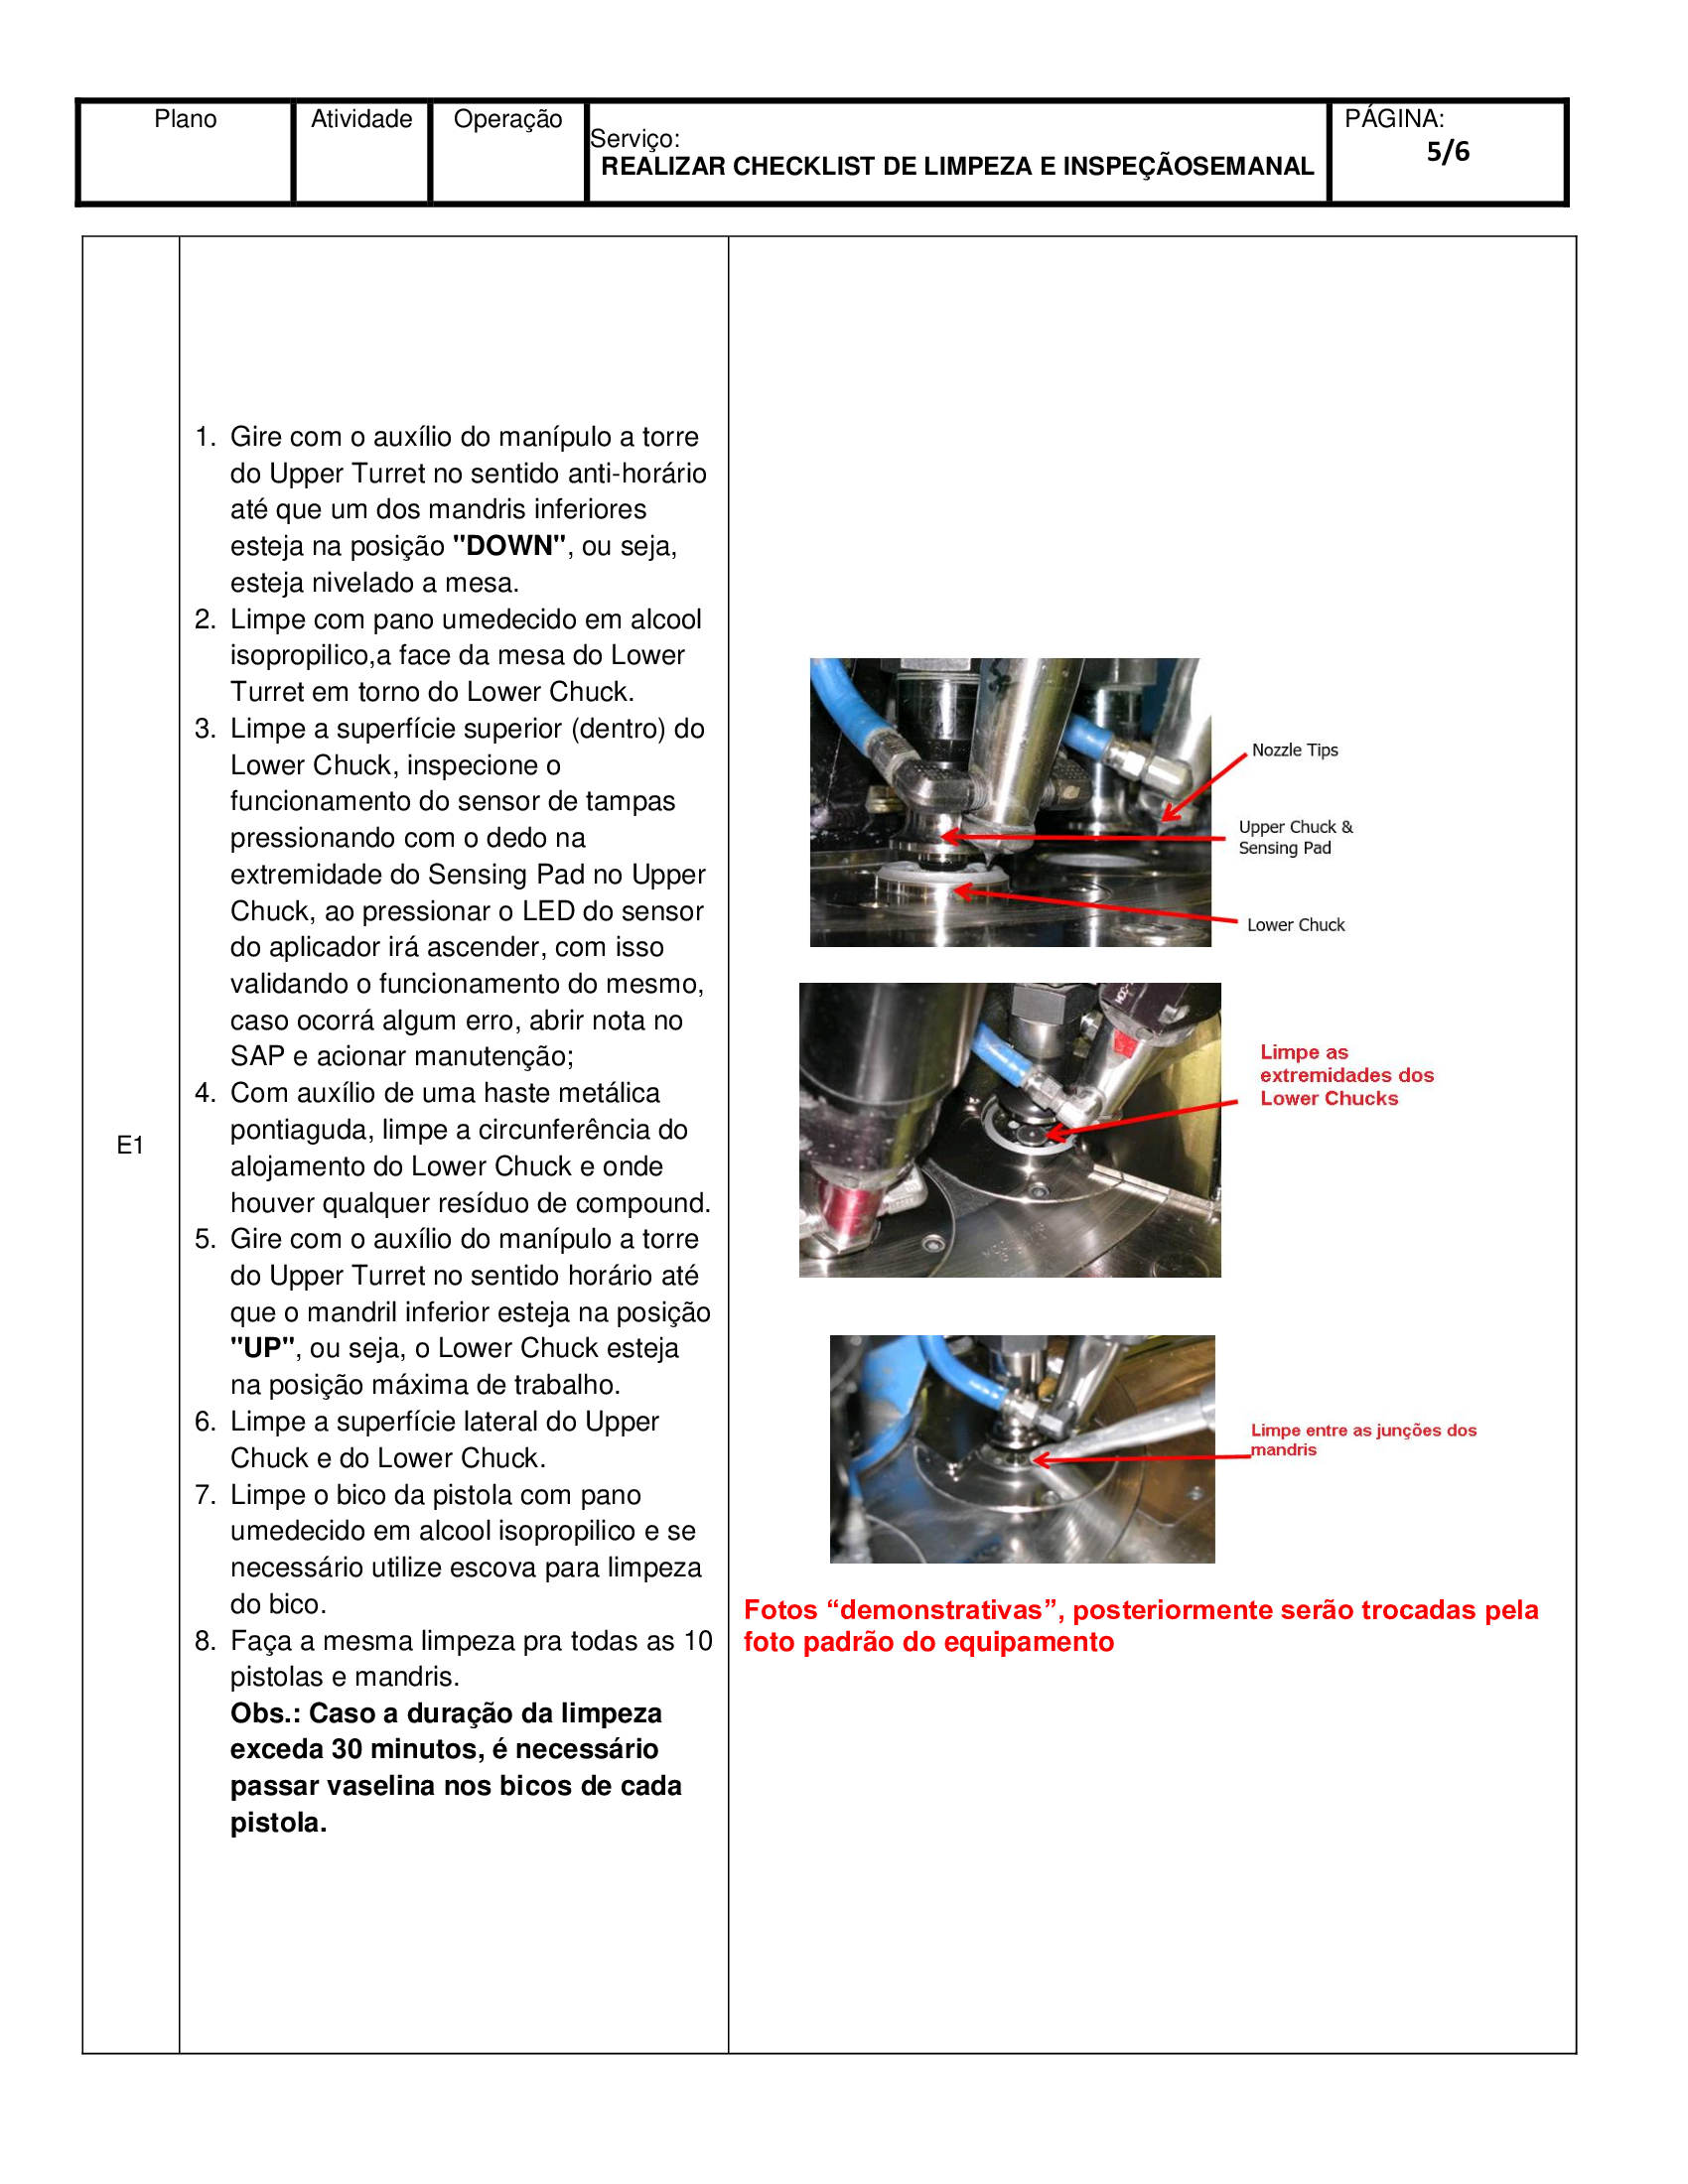 Plano
Atividade
Operação
Serviço:
REALIZAR CHECKLIST DE LIMPEZA E INSPEÇÃOSEMANAL
PÁGINA:
5/6
E1
1. Gire com o auxílio do manípulo a torre
do Upper Turret no sentido anti-horário
até que um dos mandris inferiores
esteja na posição "DOWN", ou seja,
esteja nivelado a mesa.
2. Limpe com pano umedecido em alcool
isopropilico,a face da mesa do Lower
Turret em torno do Lower Chuck.
3. Limpe a superfície superior (dentro) do
Lower Chuck, inspecione o
funcionamento do sensor de tampas
pressionando com o dedo na
extremidade do Sensing Pad no Upper
Chuck, ao pressionar o LED do sensor
do aplicador irá ascender, com isso
validando o funcionamento do mesmo,
caso ocorrá algum erro, abrir nota no
SAP e acionar manutenção;
4. Com auxílio de uma haste metálica
pontiaguda, limpe a circunferência do
alojamento do Lower Chuck e onde
houver qualquer resíduo de compound.
5. Gire com o auxílio do manípulo a torre
do Upper Turret no sentido horário até
que o mandril inferior esteja na posição
"UP", ou seja, o Lower Chuck esteja
na posição máxima de trabalho.
6. Limpe a superfície lateral do Upper
Chuck e do Lower Chuck.
7. Limpe o bico da pistola com pano
umedecido em alcool isopropilico e se
necessário utilize escova para limpeza
do bico.
8. Faça a mesma limpeza pra todas as 10
pistolas e mandris.
Obs.: Caso a duração da limpeza
exceda 30 minutos, é necessário
passar vaselina nos bicos de cada
pistola.
Nozzle Tips
Upper Chuck &
Sensing Pad
Lower Chuck
Limpe as
extremidades dos
Lower Chucks
Limpe entre as junções dos
mandris
Fotos “demonstrativas”, posteriormente serão trocadas pela
foto padrão do equipamento